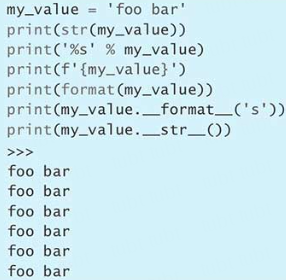 my_value = 'foo bar'
print(str(my_value))
print('%s' % my_value)
print(f'{my_value}')
print(format(my_value))
print(my_value.__format__('s'))
print(my_value.__str__())
>>>
foo bar
foo bar
foo bar
foo bar
foo bar
foo bar